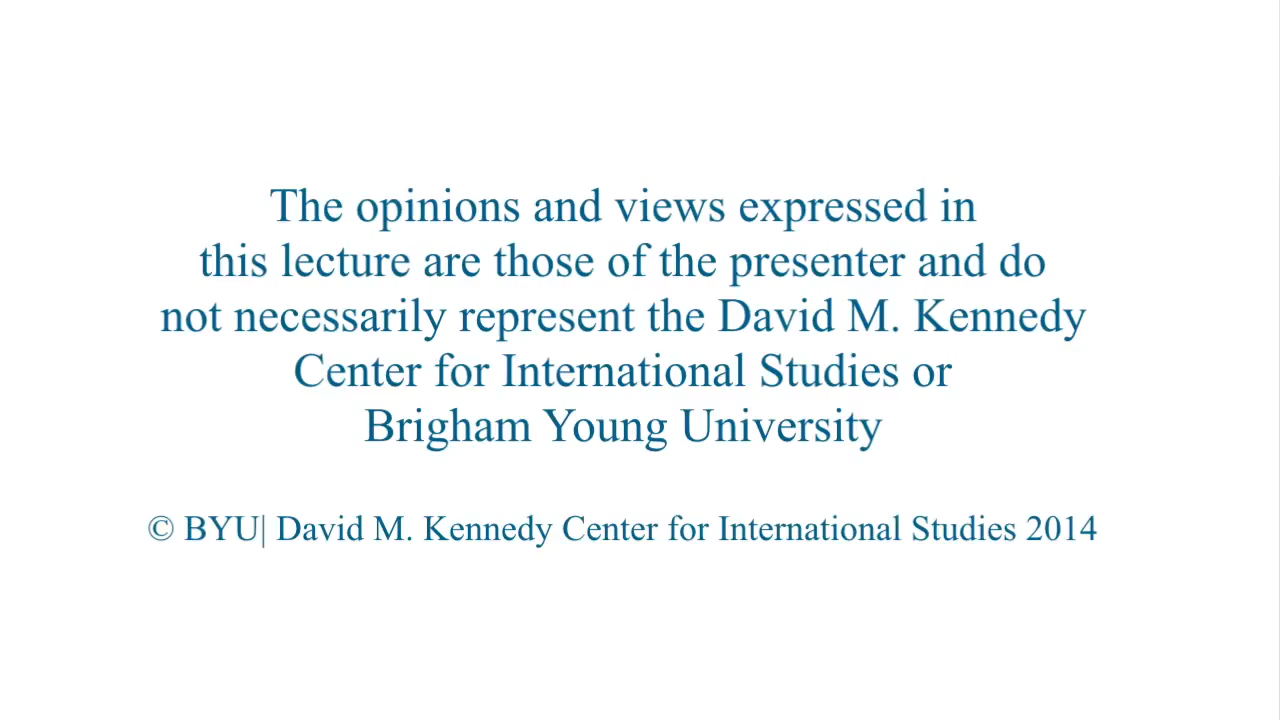 The opinions and views expressed in
this lecture are those of the presenter and do
not necessarily represent the David M. Kennedy
Center for International Studies or
Brigham Young University
© BYU| David M. Kennedy Center for International Studies 2014